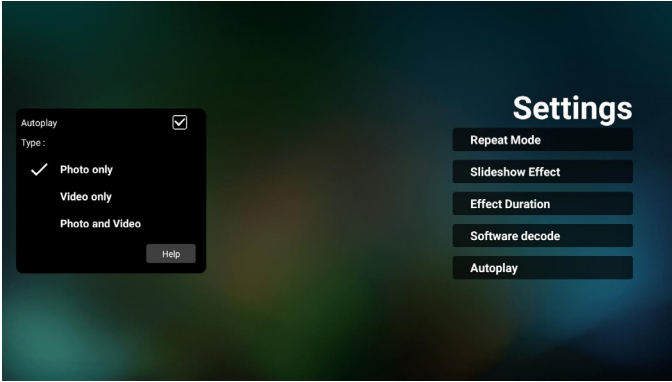 Settings
Autoplay
Type :
Photo only
Video only
Photo and Video
Help
Repeat Mode
Slideshow Effect
Effect Duration
Software decode
Autoplay